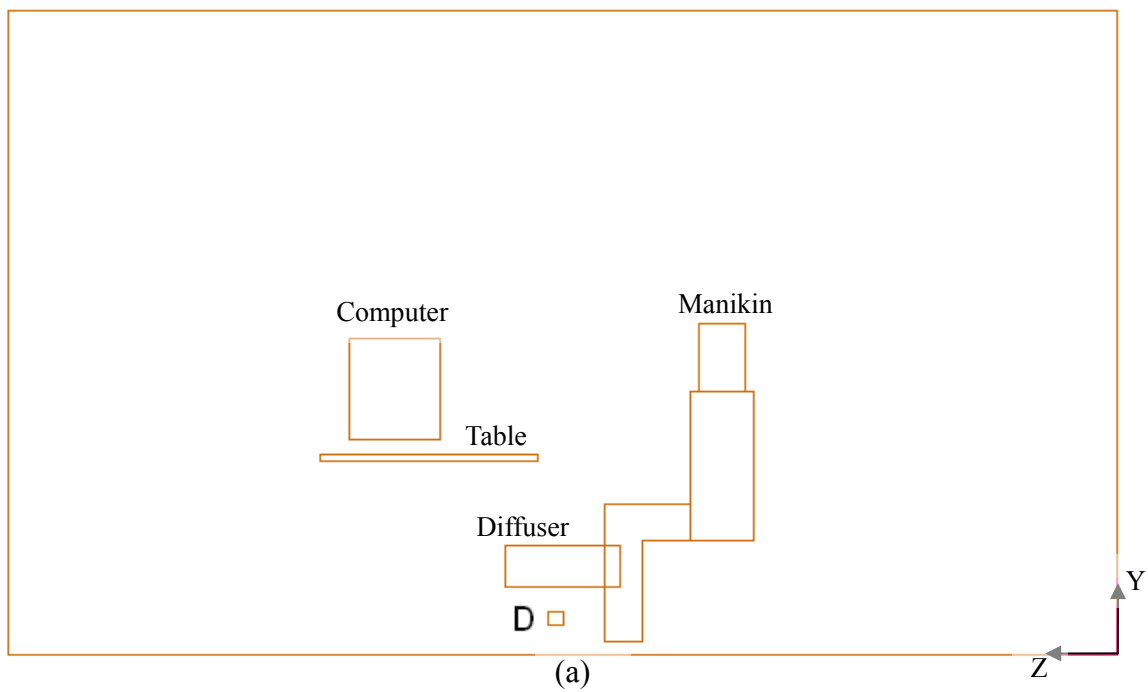 Computer
Manikin
Table
Diffuser
D
Y
Z
(a)